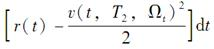 [r(t) - v(t, T₂, Ωₜ)²/2]dt